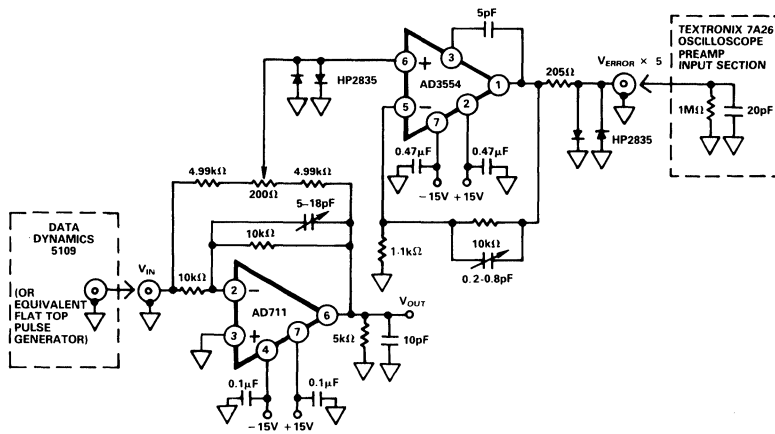 5pF
TEXTRONIX 7A26
OSCILLOSCOPE
PREAMP
INPUT SECTION
HP2835
6
+
3
AD3554
1
5
−
2
7
205Ω
VERROR × 5
1MΩ
20pF
HP2835
0.47µF
0.47µF
−15V
+15V
4.99kΩ
4.99kΩ
200Ω
5–18pF
10kΩ
1.1kΩ
10kΩ
0.2-0.8pF
DATA
DYNAMICS
5109
(OR
EQUIVALENT
FLAT TOP
PULSE
GENERATOR)
VIN
10kΩ
2
−
AD711
6
3
+
7
4
VOUT
5kΩ
10pF
0.1µF
0.1µF
−15V
+15V